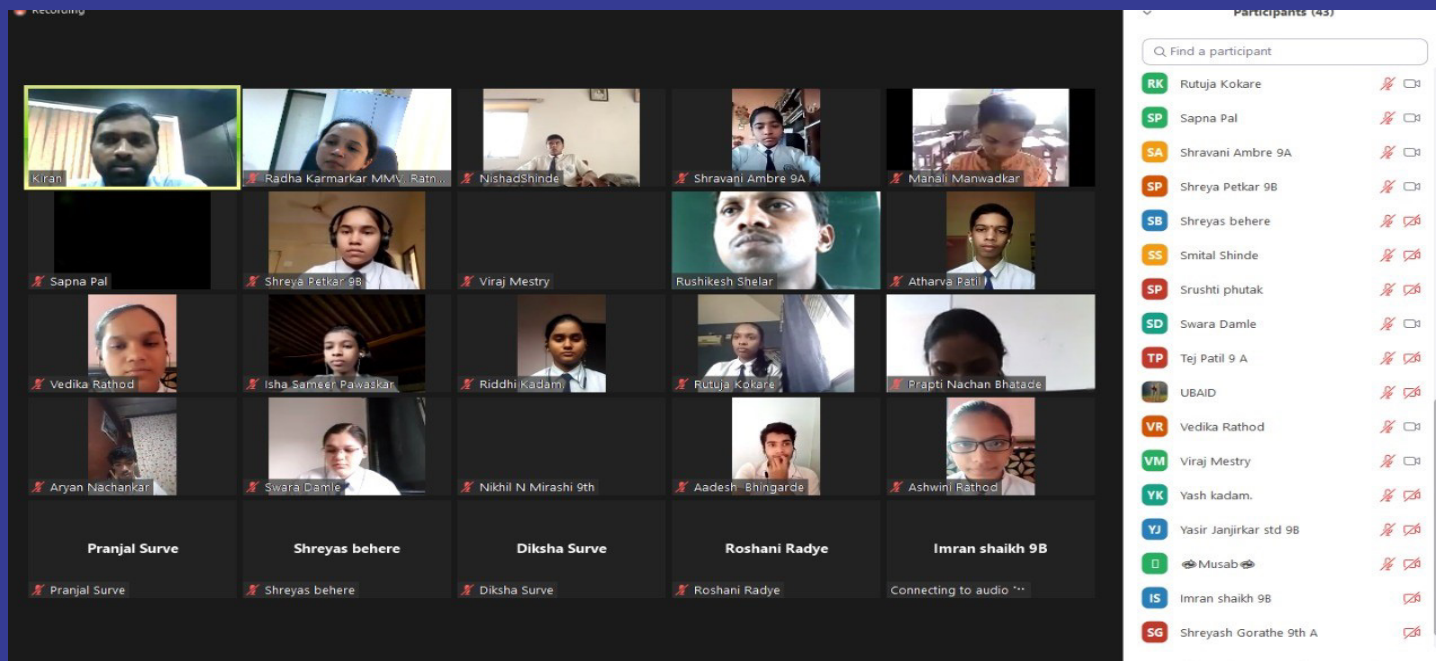 Recording
Kiran
Radha Karmarkar MMV, Ratn...
NishadShinde
Shravani Ambre 9A
Manali Manwadkar
Sapna Pal
Shreya Petkar 9B
Viraj Mestry
Rushikesh Shelar
Atharva Patil
Vedika Rathod
Isha Sameer Pawaskar
Riddhi Kadam.
Rutuja Kokare
Prapti Nachan Bhatade
Aryan Nachankar
Swara Damle
Nikhil N Mirashi 9th
Aadesh Bhingarde
Ashwini Rathod
Pranjal Surve
Shreyas behere
Diksha Surve
Roshani Radye
Imran shaikh 9B
Pranjal Surve
Shreyas behere
Diksha Surve
Roshani Radye
Connecting to audio ...
Participants (43)
Find a participant
RK Rutuja Kokare
SP Sapna Pal
SA Shravani Ambre 9A
SP Shreya Petkar 9B
SB Shreyas behere
SS Smital Shinde
SP Srushti phutak
SD Swara Damle
TP Tej Patil 9 A
UBAID
VR Vedika Rathod
VM Viraj Mestry
YK Yash kadam.
YJ Yasir Janjirkar std 9B
Musab
IS Imran shaikh 9B
SG Shreyash Gorathe 9th A